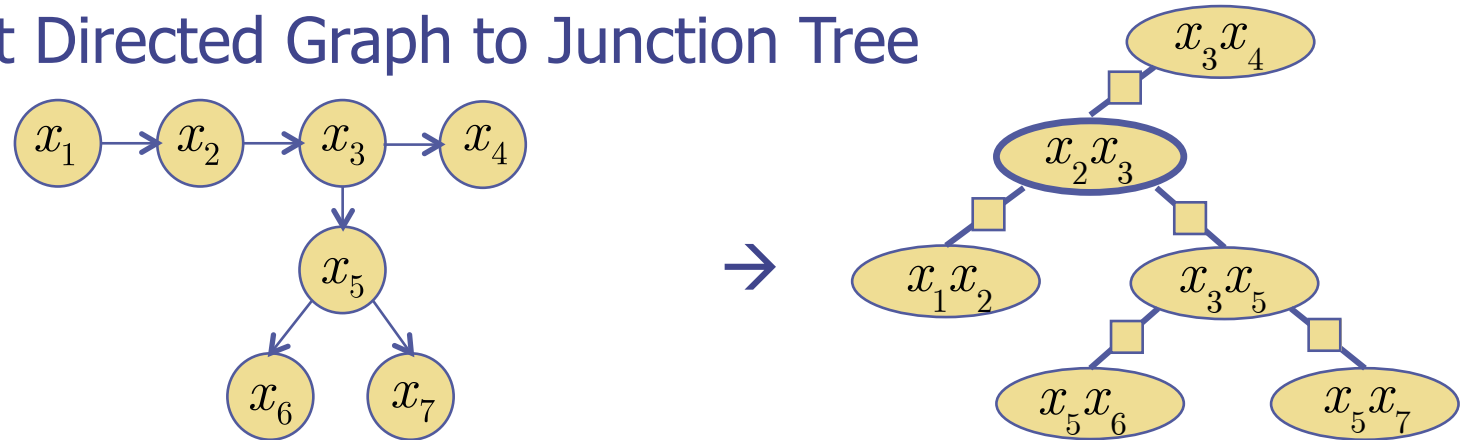 t Directed Graph to Junction Tree
x₁ x₂ x₃ x₄
x₅
x₆ x₇
→
x₃x₄
x₂x₃
x₁x₂ x₃x₅
x₅x₆ x₅x₇